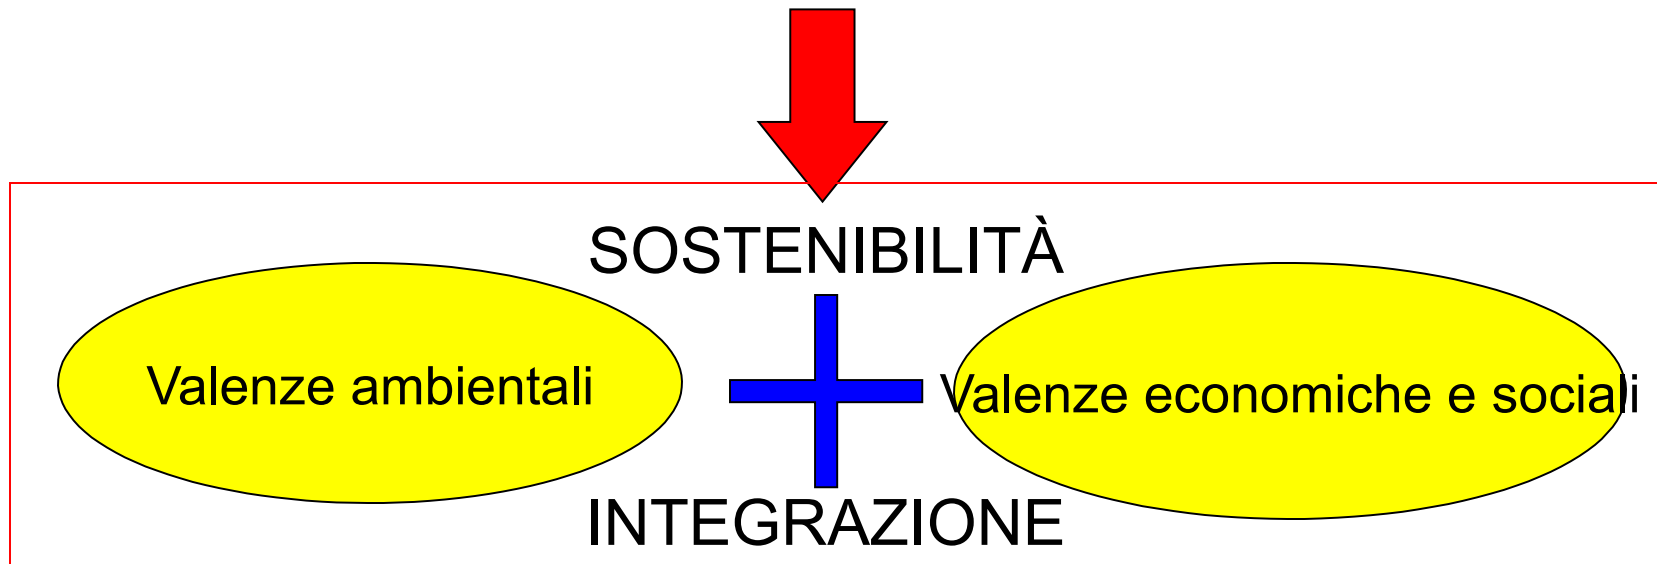 SOSTENIBILITÀ
Valenze ambientali
Valenze economiche e sociali
INTEGRAZIONE